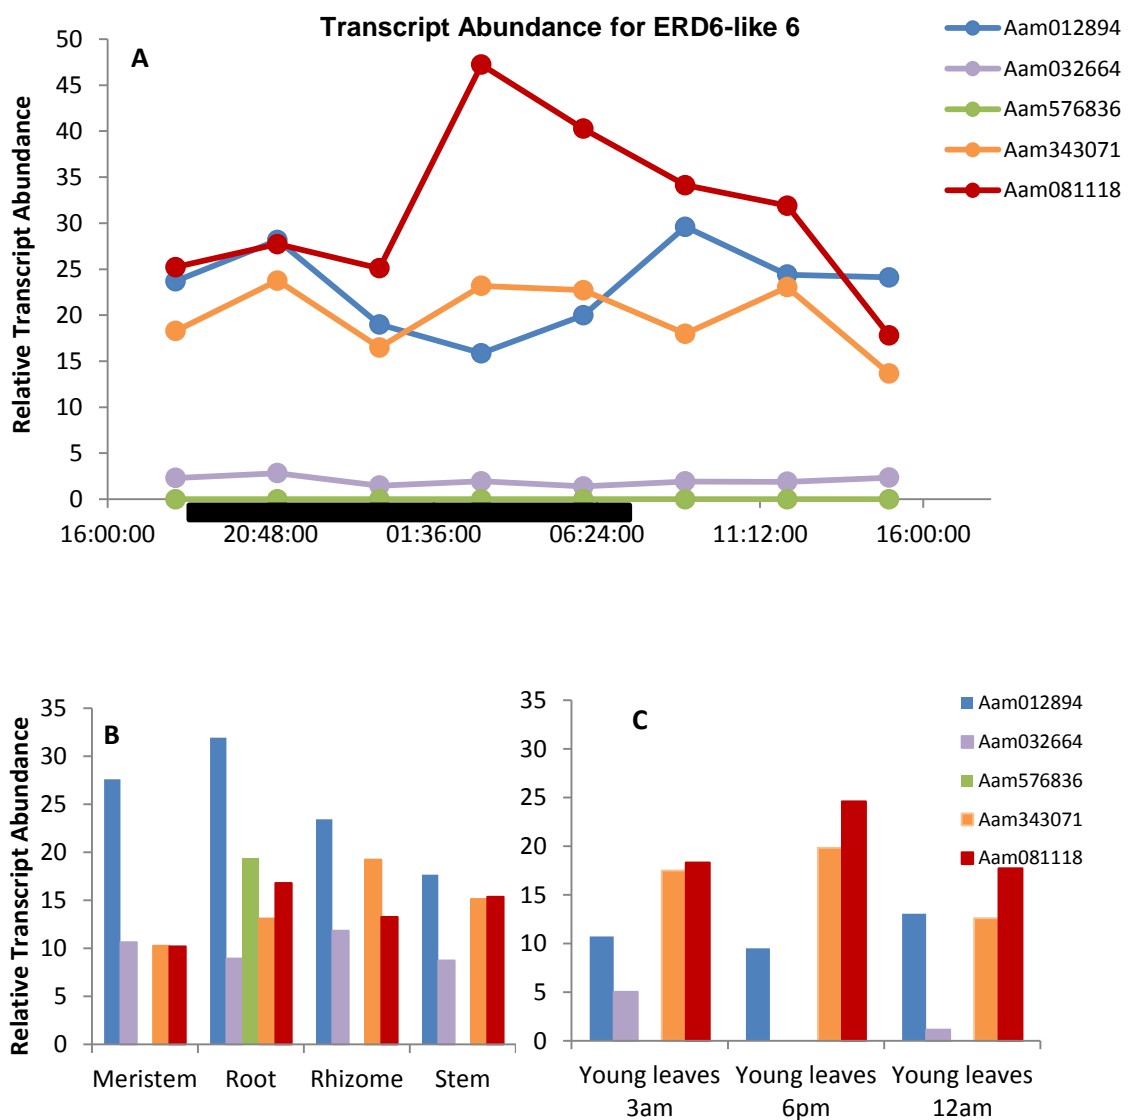 Transcript Abundance for ERD6-like 6
A
Relative Transcript Abundance
50
45
40
35
30
25
20
15
10
5
0
16:00:00 20:48:00 01:36:00 06:24:00 11:12:00 16:00:00
Aam012894
Aam032664
Aam576836
Aam343071
Aam081118
B
Relative Transcript Abundance
35
30
25
20
15
10
5
0
Meristem Root Rhizome Stem
C
35
30
25
20
15
10
5
0
Young leaves 3am
Young leaves 6pm
Young leaves 12am
Aam012894
Aam032664
Aam576836
Aam343071
Aam081118